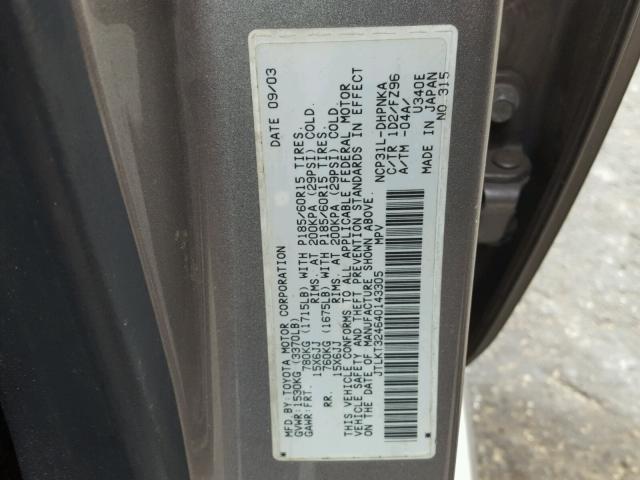 MFD.BY:TOYOTA MOTOR CORPORATION DATE 09/03
GVWR:1530KG (3370LB)
GAWR:FRT. 780KG (1715LB) WITH P185/60R15 TIRES.
15X6JJ RIMS. AT 200KPA (29PSI) COLD.
RR. 760KG (1675LB) WITH P185/60R15 TIRES.
15X6JJ RIMS. AT 200KPA (29PSI) COLD.
THIS VEHICLE CONFORMS TO ALL APPLICABLE FEDERAL MOTOR
VEHICLE SAFETY AND THEFT PREVENTION STANDARDS IN EFFECT
ON DATE OF MANUFACTURE SHOWN ABOVE.
JTLKT324640143305 MPV NCP31L-DHPNKA
C/TR 1D2/FZ96
A/TM -04A/ U340E
MADE IN JAPAN
NO.315